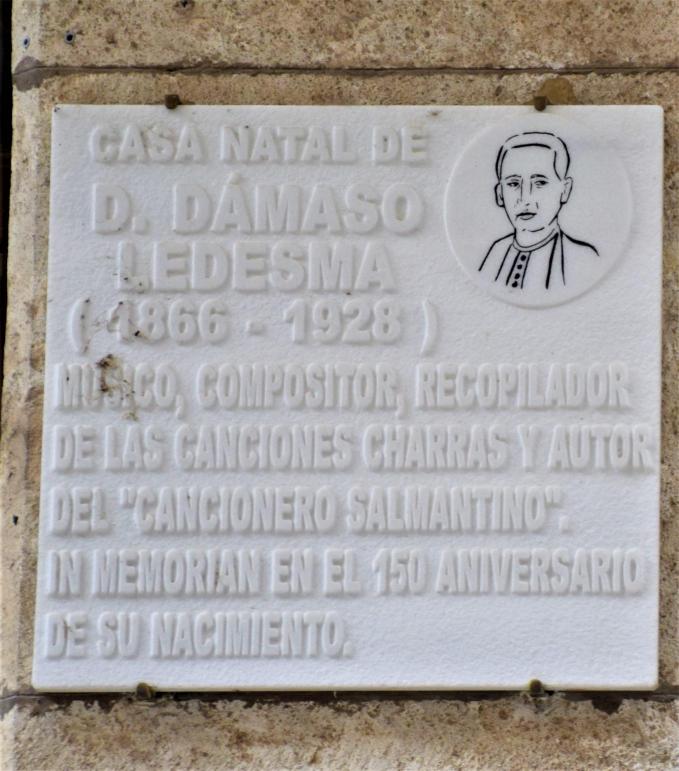 CASA NATAL DE
D. DÁMASO
LEDESMA
( 1866 - 1928 )
MÚSICO, COMPOSITOR, RECOPILADOR
DE LAS CANCIONES CHARRAS Y AUTOR
DEL "CANCIONERO SALMANTINO".
IN MEMORIAN EN EL 150 ANIVERSARIO
DE SU NACIMIENTO.